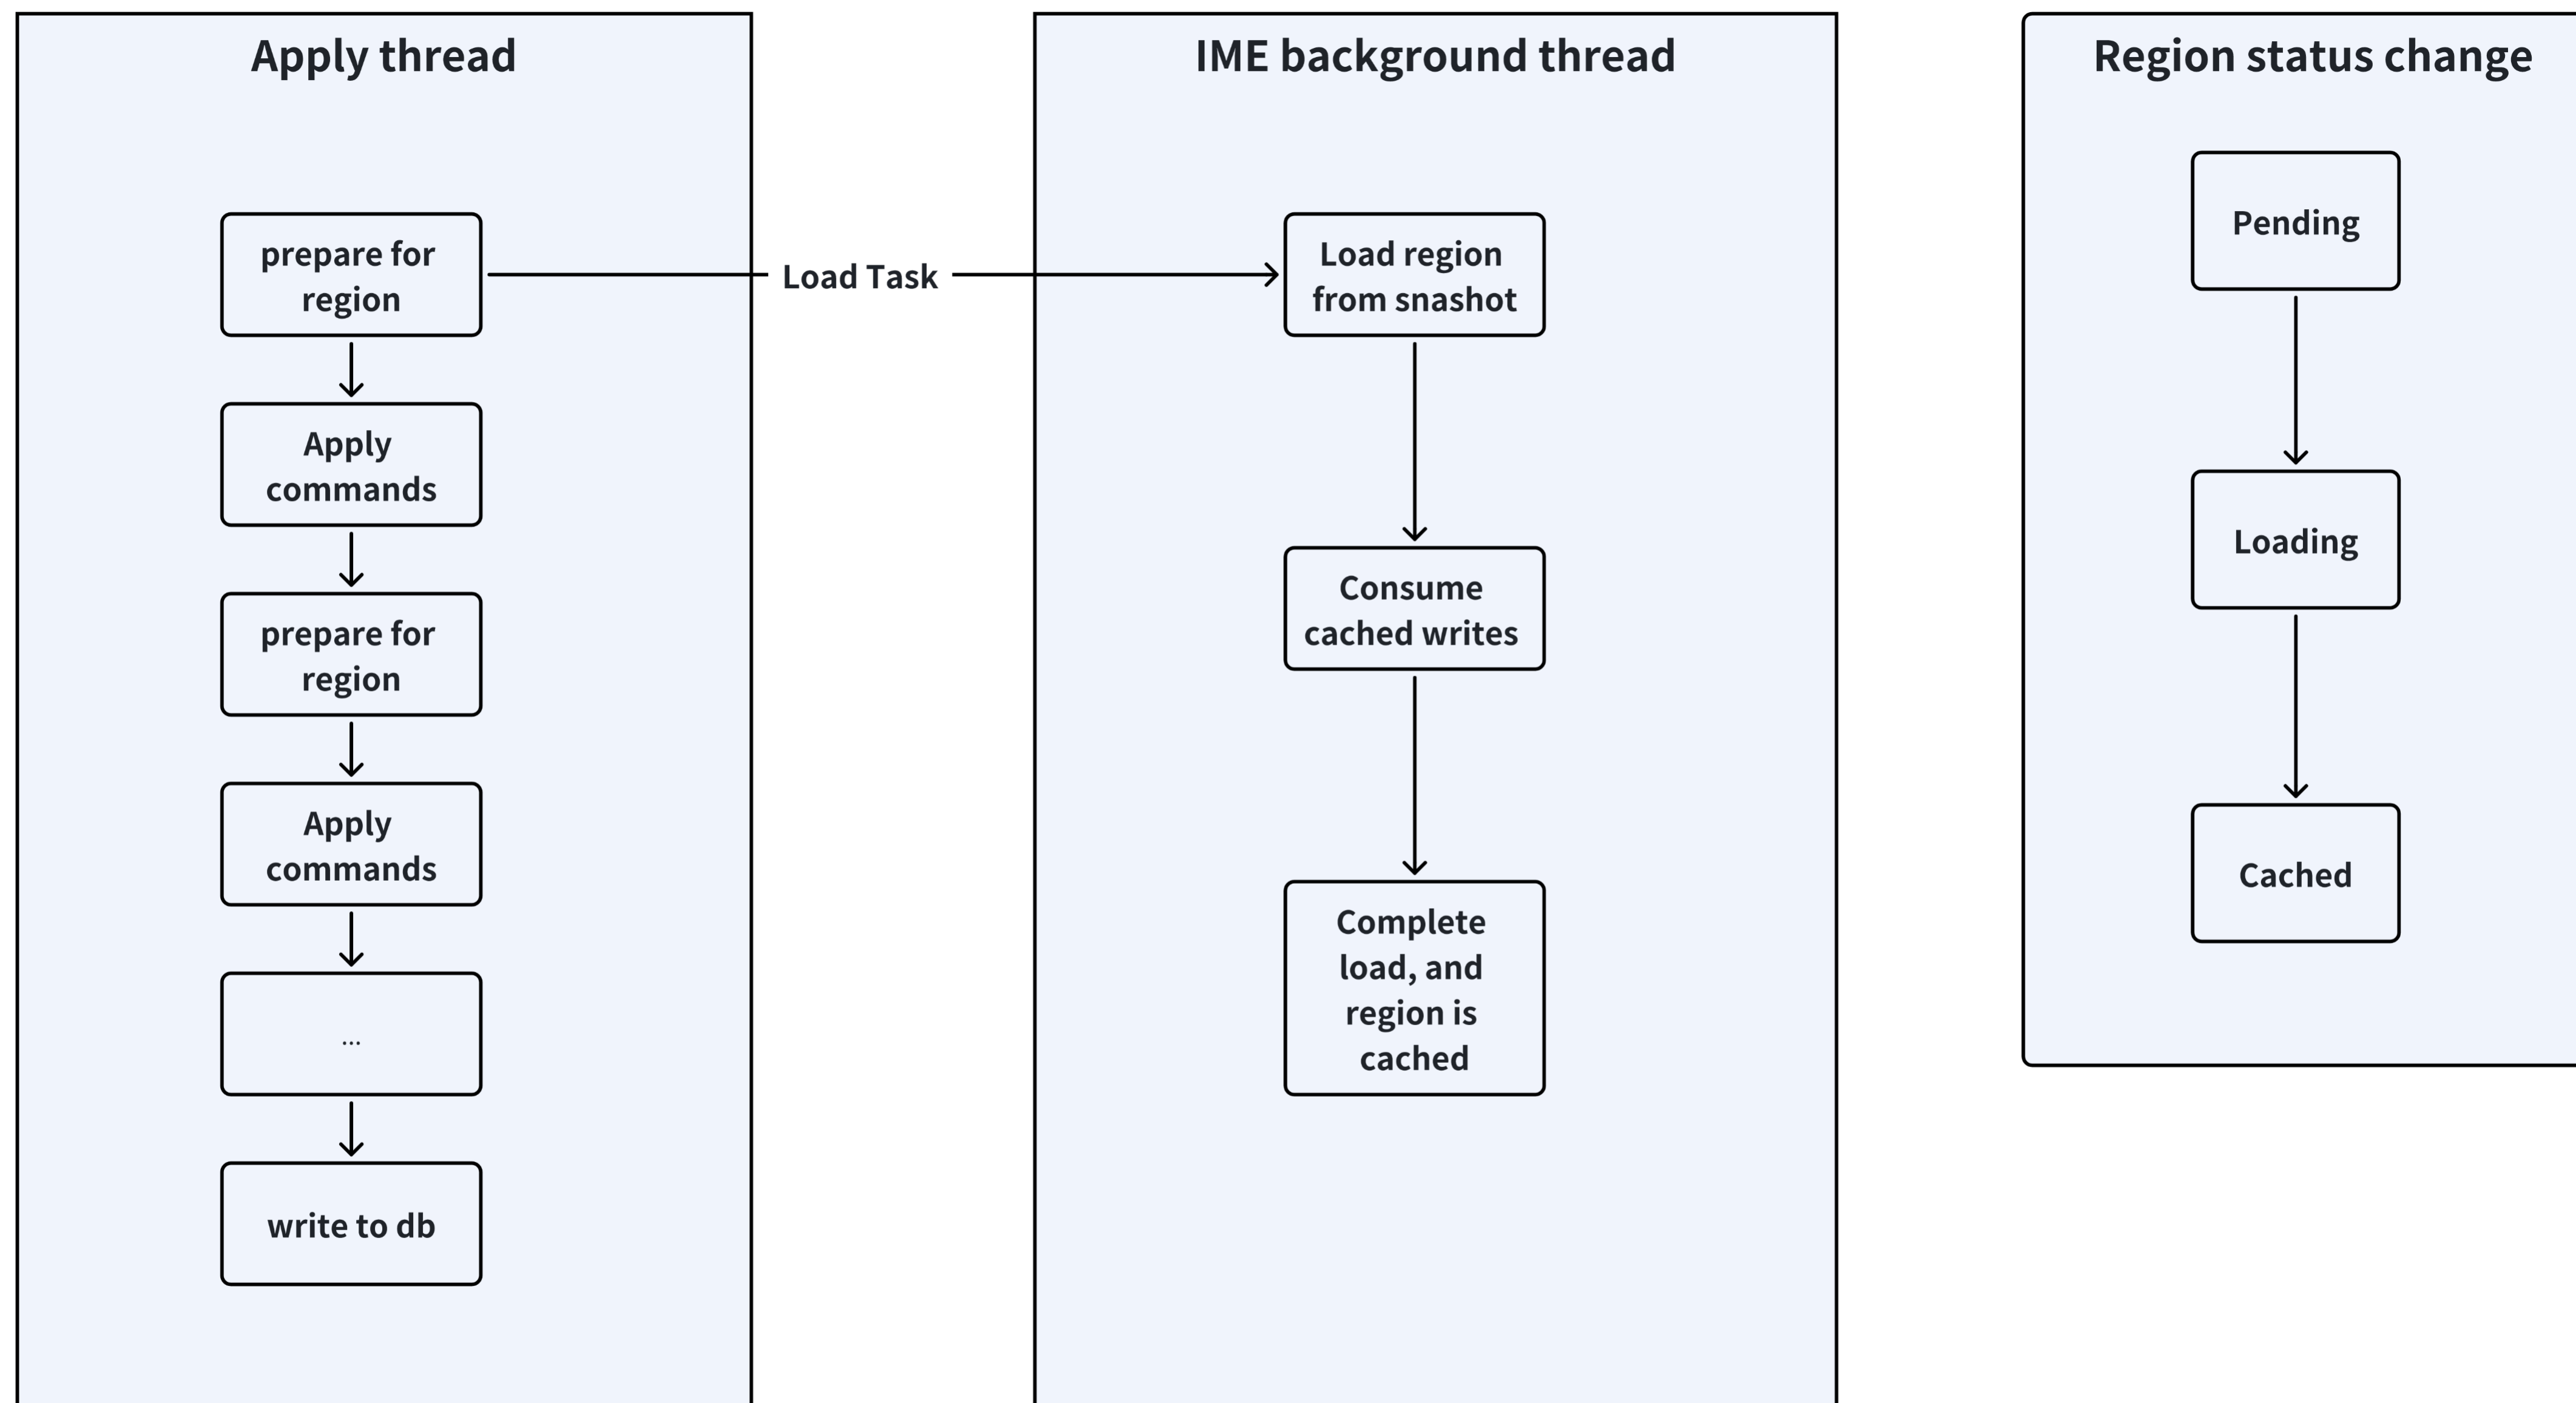 Apply thread
prepare for
region
Apply
commands
prepare for
region
Apply
commands
...
write to db
Load Task
IME background thread
Load region
from snashot
Consume
cached writes
Complete
load, and
region is
cached
Region status change
Pending
Loading
Cached